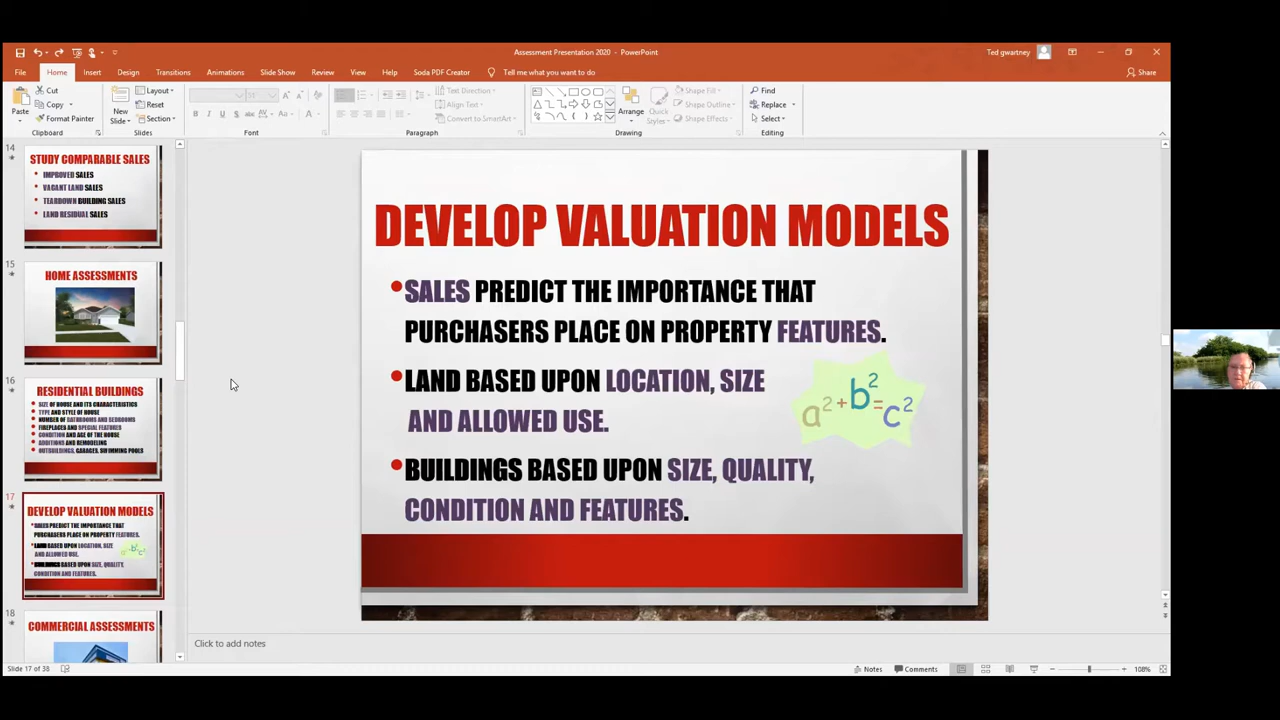 Assessment Presentation 2020 - PowerPoint
Ted gwartney
File Home Insert Design Transitions Animations Slide Show Review View Help Soda PDF Creator Tell me what you want to do Share
Paste
Cut
Copy
Format Painter
Clipboard
New
Slide
Layout
Reset
Section
Slides
Font
Text Direction
Align Text
Convert to SmartArt
Paragraph
Arrange
Quick
Styles
Shape Fill
Shape Outline
Shape Effects
Drawing
Find
Replace
Select
Editing
14
STUDY COMPARABLE SALES
• IMPROVED SALES
• VACANT LAND SALES
• TEARDOWN BUILDING SALES
• LAND RESIDUAL SALES
15
HOME ASSESSMENTS
16
RESIDENTIAL BUILDINGS
• SIZE OF HOUSE AND ITS CHARACTERISTICS
• TYPE AND STYLE OF HOUSE
• NUMBER OF BATHROOMS AND BEDROOMS
• FIREPLACES AND SPECIAL FEATURES
• CONDITION AND AGE OF THE HOUSE
• ADDITIONS AND REMODELING
• OUTBUILDINGS, GARAGES, SWIMMING POOLS
17
DEVELOP VALUATION MODELS
•SALES PREDICT THE IMPORTANCE THAT
PURCHASERS PLACE ON PROPERTY FEATURES.
•LAND BASED UPON LOCATION, SIZE
AND ALLOWED USE.
a²+b²=c²
•BUILDINGS BASED UPON SIZE, QUALITY,
CONDITION AND FEATURES.
18
COMMERCIAL ASSESSMENTS
DEVELOP VALUATION MODELS
•SALES PREDICT THE IMPORTANCE THAT
PURCHASERS PLACE ON PROPERTY FEATURES.
•LAND BASED UPON LOCATION, SIZE
AND ALLOWED USE.
a²+b²=c²
•BUILDINGS BASED UPON SIZE, QUALITY,
CONDITION AND FEATURES.
Click to add notes
Slide 17 of 38
Notes Comments 108%